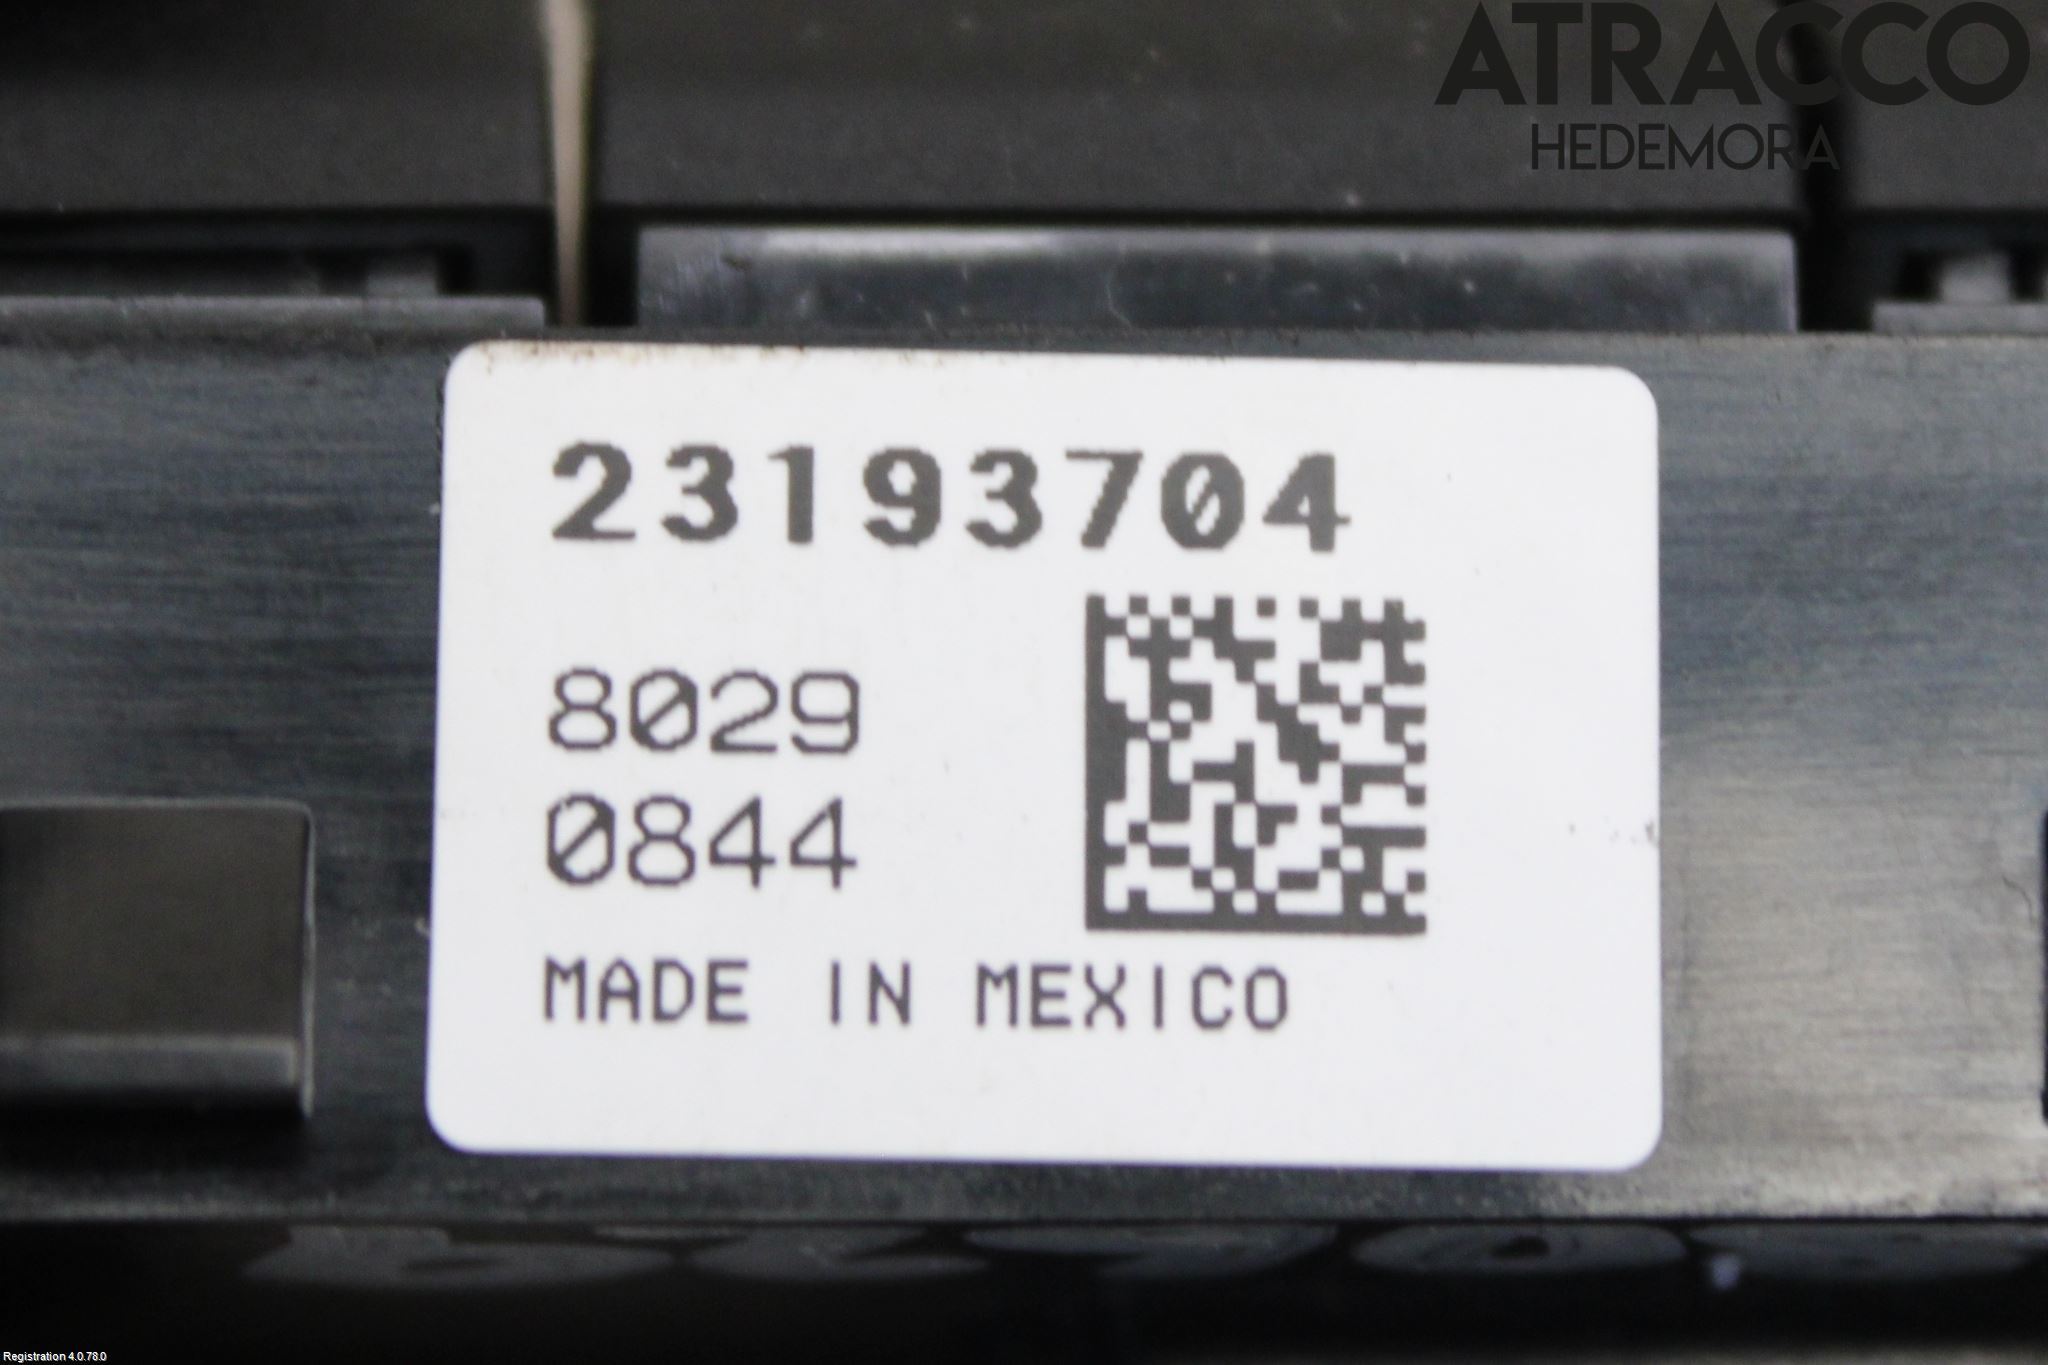 ATRACCO
HEDEMORA
23193704
8029
0844
MADE IN MEXICO
Registration 4.0.78.0